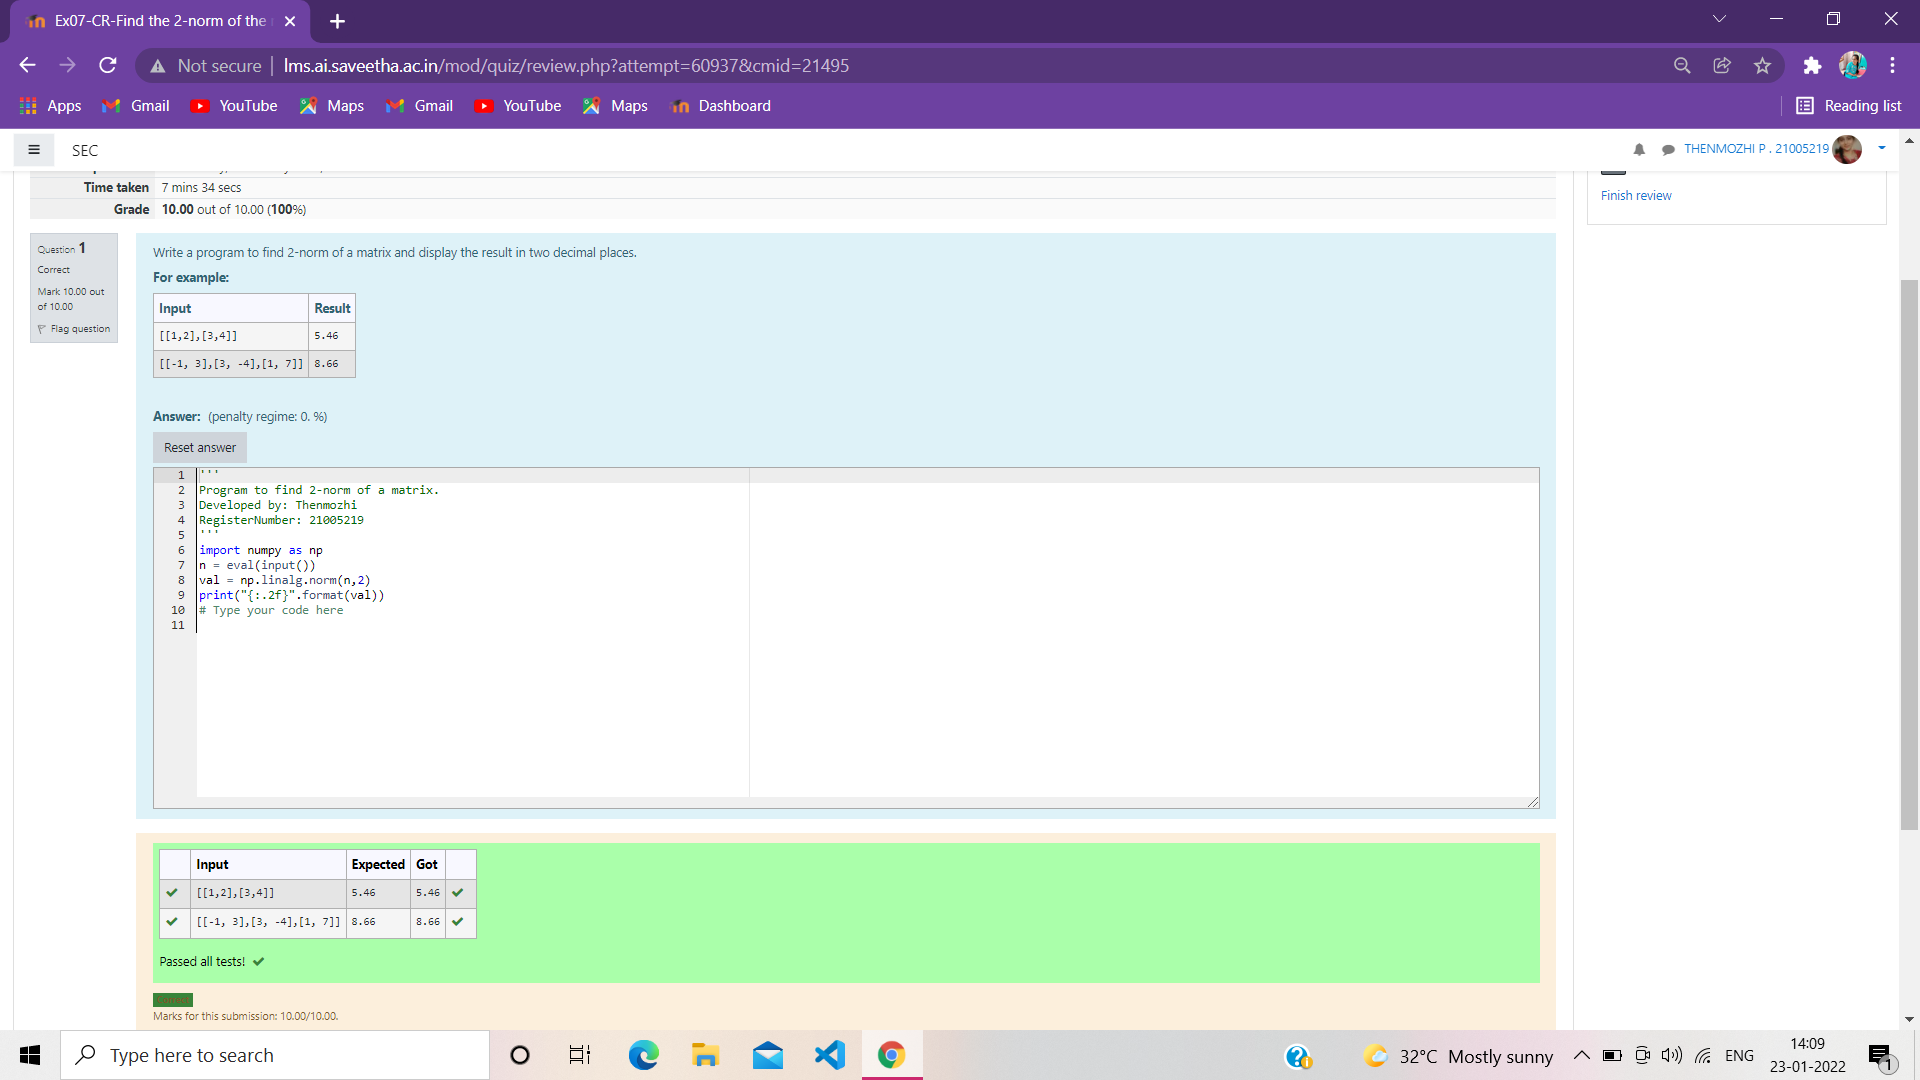 Ex07-CR-Find the 2-norm of the
Not secure | lms.ai.saveetha.ac.in/mod/quiz/review.php?attempt=60937&cmid=21495
Apps Gmail YouTube Maps Gmail YouTube Maps Dashboard Reading list
SEC THENMOZHI P . 21005219
Time taken 7 mins 34 secs
Grade 10.00 out of 10.00 (100%)
Finish review
Question 1
Correct
Mark 10.00 out
of 10.00
Flag question
Write a program to find 2-norm of a matrix and display the result in two decimal places.
For example:
Input Result
[[1,2],[3,4]] 5.46
[[-1, 3],[3, -4],[1, 7]] 8.66
Answer: (penalty regime: 0. %)
Reset answer
1 '''
2 Program to find 2-norm of a matrix.
3 Developed by: Thenmozhi
4 RegisterNumber: 21005219
5 '''
6 import numpy as np
7 n = eval(input())
8 val = np.linalg.norm(n,2)
9 print("{:.2f}".format(val))
10 # Type your code here
11
Input Expected Got
[[1,2],[3,4]] 5.46 5.46
[[-1, 3],[3, -4],[1, 7]] 8.66 8.66
Passed all tests!
Correct
Marks for this submission: 10.00/10.00.
Type here to search
32°C Mostly sunny
ENG
14:09
23-01-2022
1